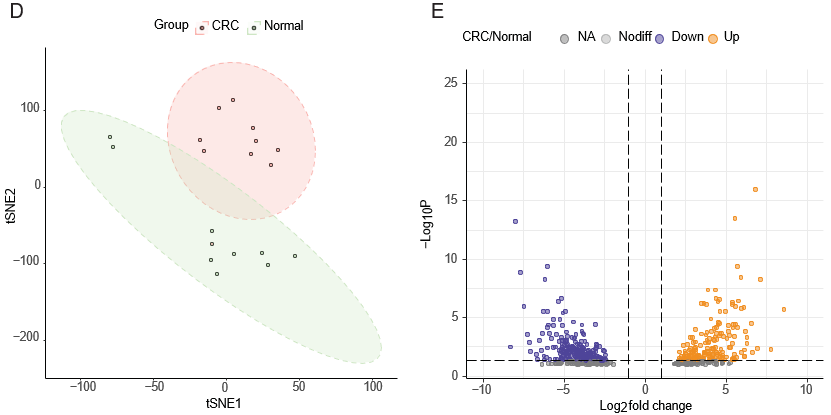 D
Group CRC Normal
100
0
−100
−200
−100 −50 0 50 100
tSNE1
tSNE2
E
CRC/Normal NA Nodiff Down Up
25
20
15
10
5
0
−10 −5 0 5 10
Log2fold change
−Log10P